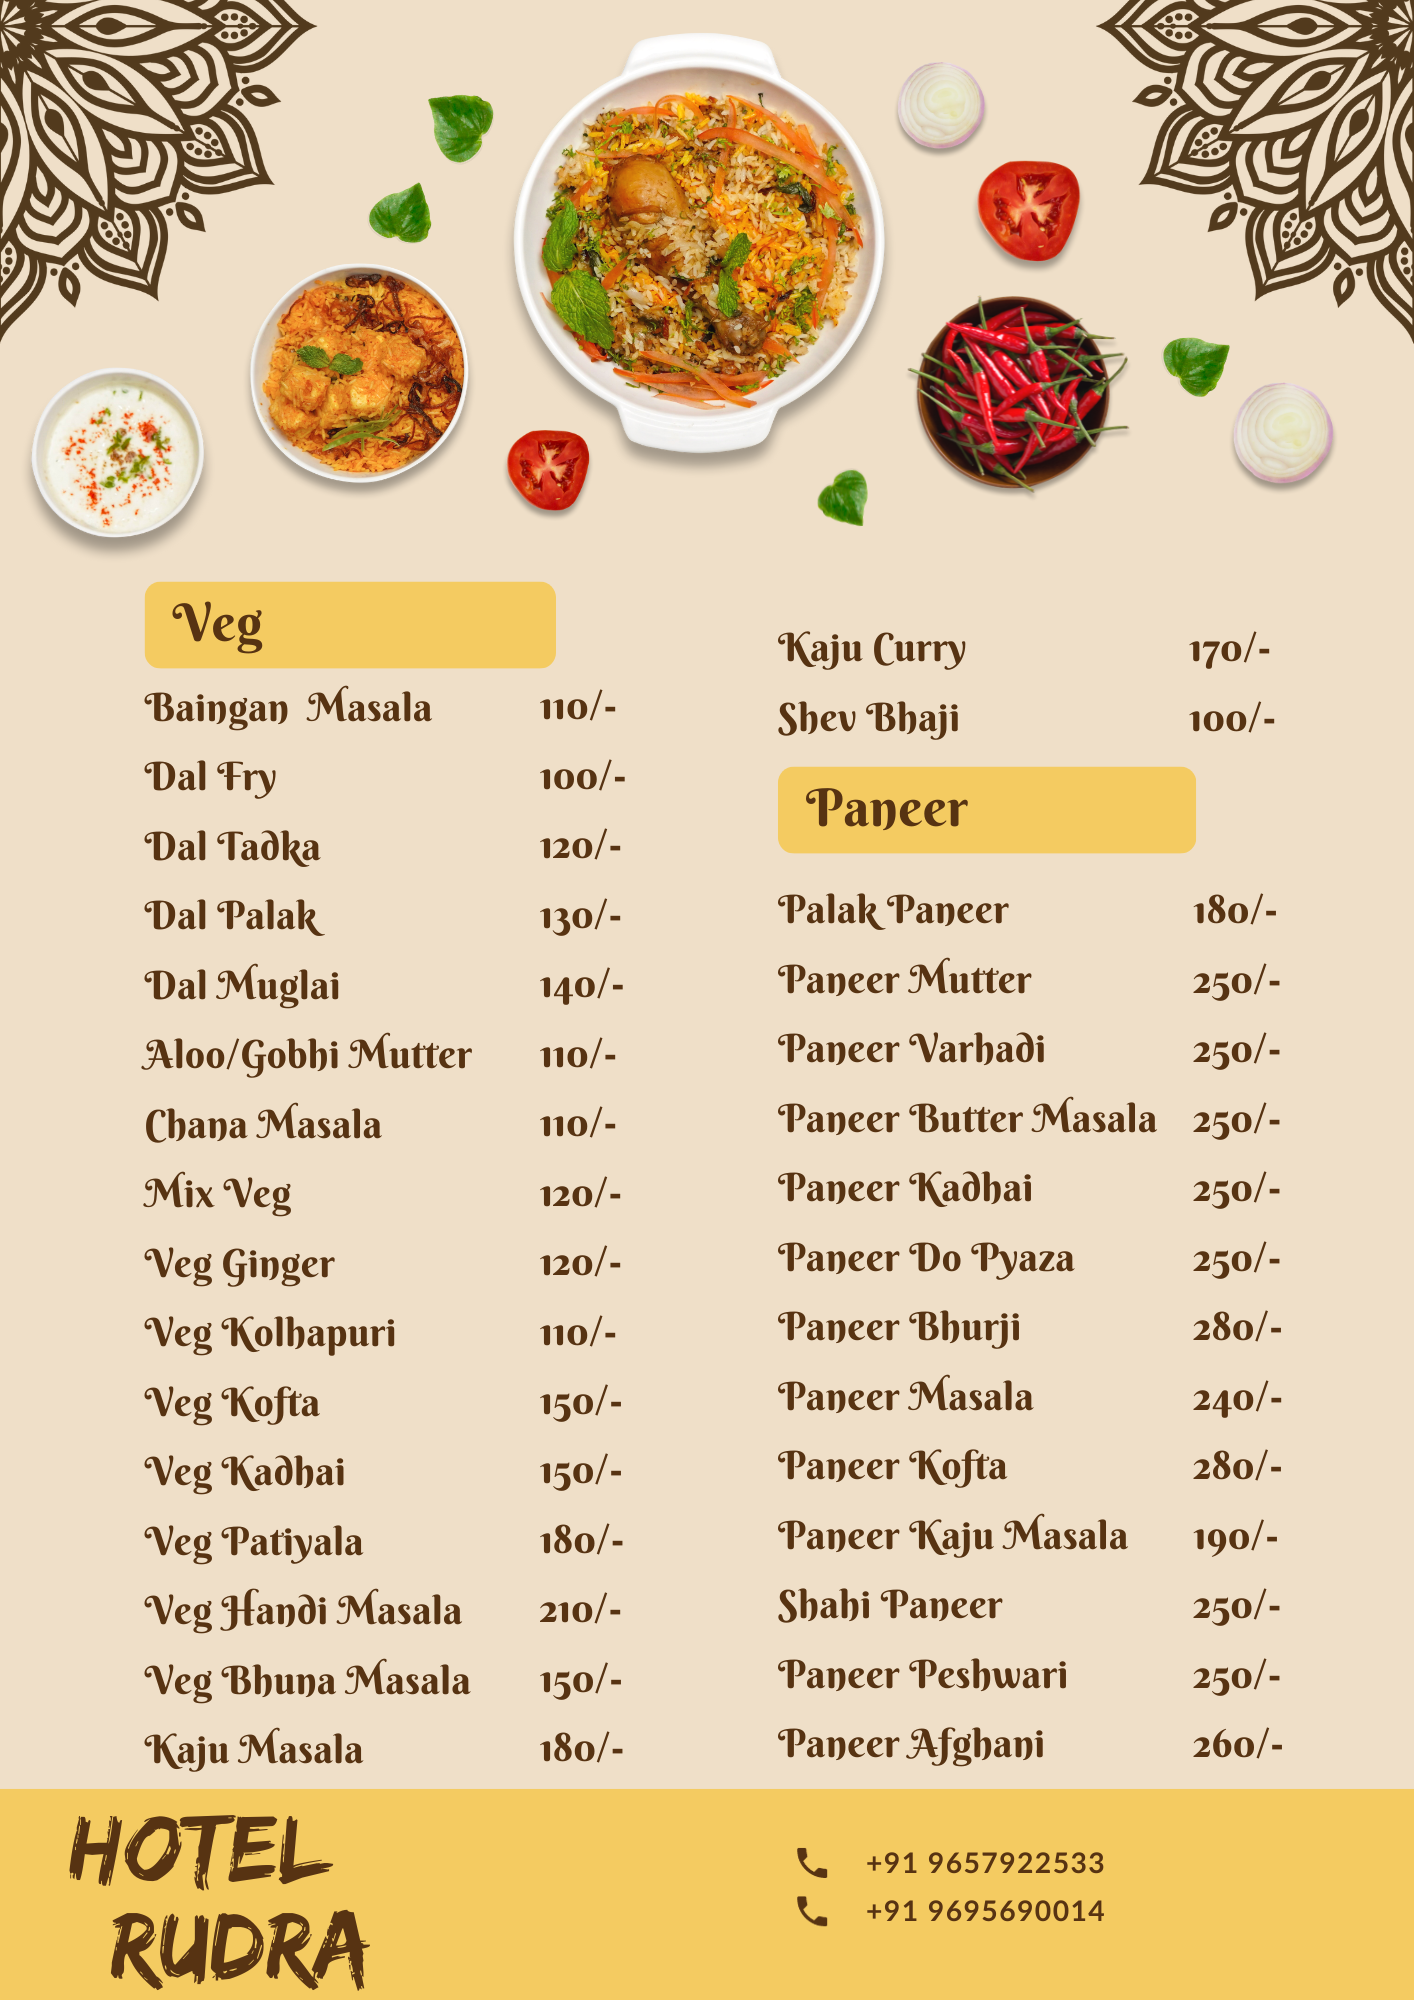 Veg
Baingan Masala 110/-
Dal Fry 100/-
Dal Tadka 120/-
Dal Palak 130/-
Dal Muglai 140/-
Aloo/Gobhi Mutter 110/-
Chana Masala 110/-
Mix Veg 120/-
Veg Ginger 120/-
Veg Kolhapuri 110/-
Veg Kofta 150/-
Veg Kadhai 150/-
Veg Patiyala 180/-
Veg Handi Masala 210/-
Veg Bhuna Masala 150/-
Kaju Masala 180/-
Kaju Curry 170/-
Shev Bhaji 100/-
Paneer
Palak Paneer 180/-
Paneer Mutter 250/-
Paneer Varhadi 250/-
Paneer Butter Masala 250/-
Paneer Kadhai 250/-
Paneer Do Pyaza 250/-
Paneer Bhurji 280/-
Paneer Masala 240/-
Paneer Kofta 280/-
Paneer Kaju Masala 190/-
Shahi Paneer 250/-
Paneer Peshwari 250/-
Paneer Afghani 260/-
HOTEL
RUDRA
+91 9657922533
+91 9695690014